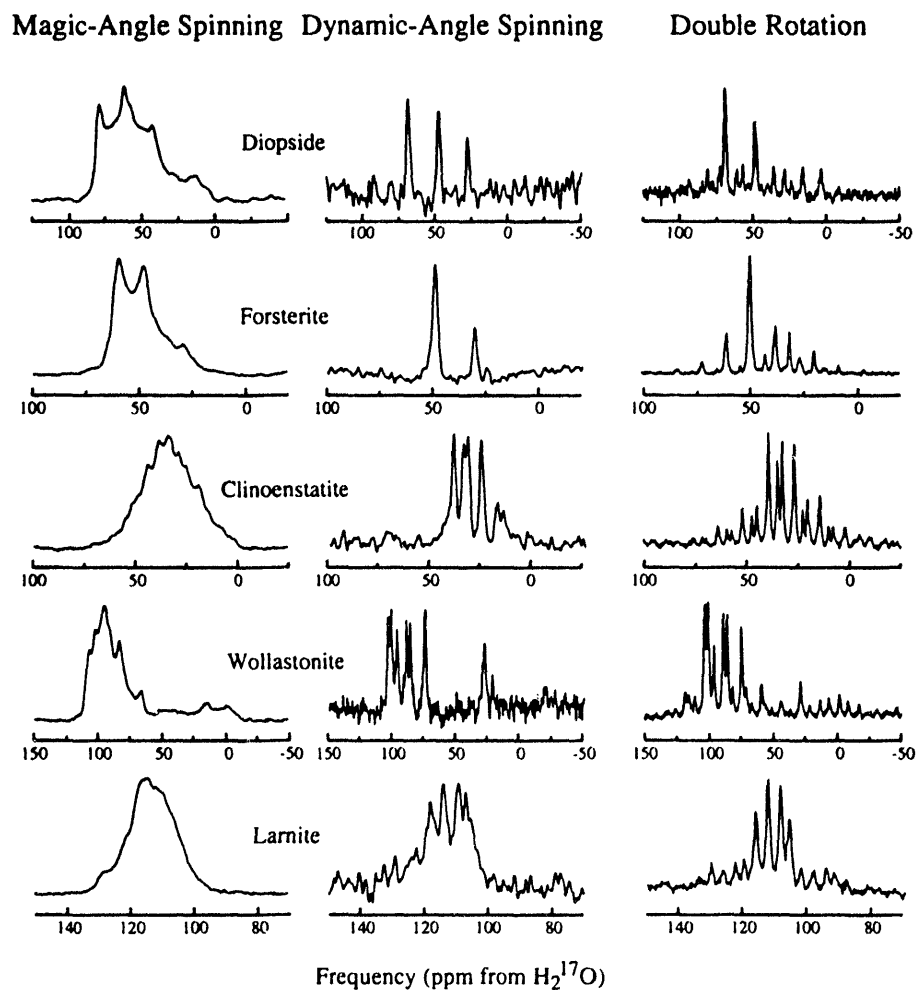 Magic-Angle Spinning Dynamic-Angle Spinning Double Rotation
Diopside
100 50 0
100 50 0 -50
100 50 0 -50
Forsterite
100 50 0
100 50 0
100 50 0
Clinoenstatite
100 50 0
100 50 0
100 50 0
Wollastonite
150 100 50 0 -50
150 100 50 0 -50
150 100 50 0 -50
Larnite
140 120 100 80
140 120 100 80
140 120 100 80
Frequency (ppm from H₂¹⁷O)